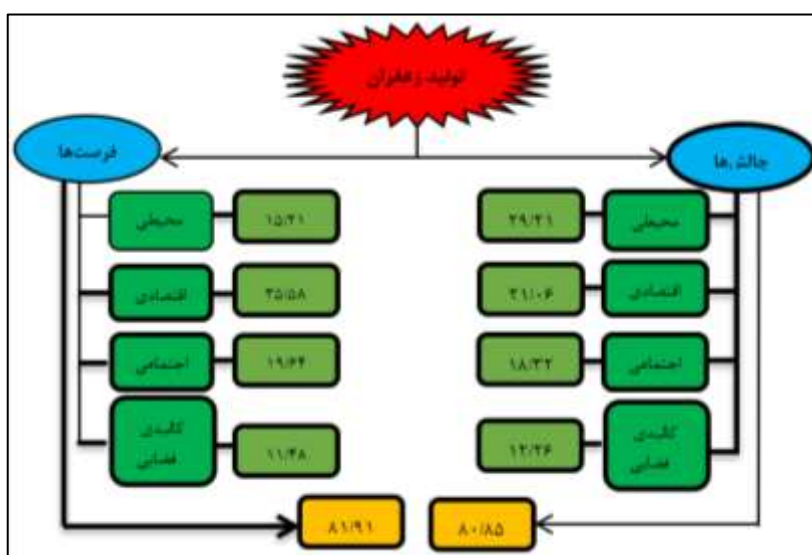 تولید زعفران
چالش‌ها
محیطی
۲۹/۲۱
اقتصادی
۲۱/۰۶
اجتماعی
۱۸/۳۲
کالبدی
فضایی
۱۲/۲۶
۸۰/۸۵
فرصت‌ها
محیطی
۱۵/۲۱
اقتصادی
۳۵/۵۸
اجتماعی
۱۹/۶۴
کالبدی
فضایی
۱۱/۴۸
۸۱/۹۱